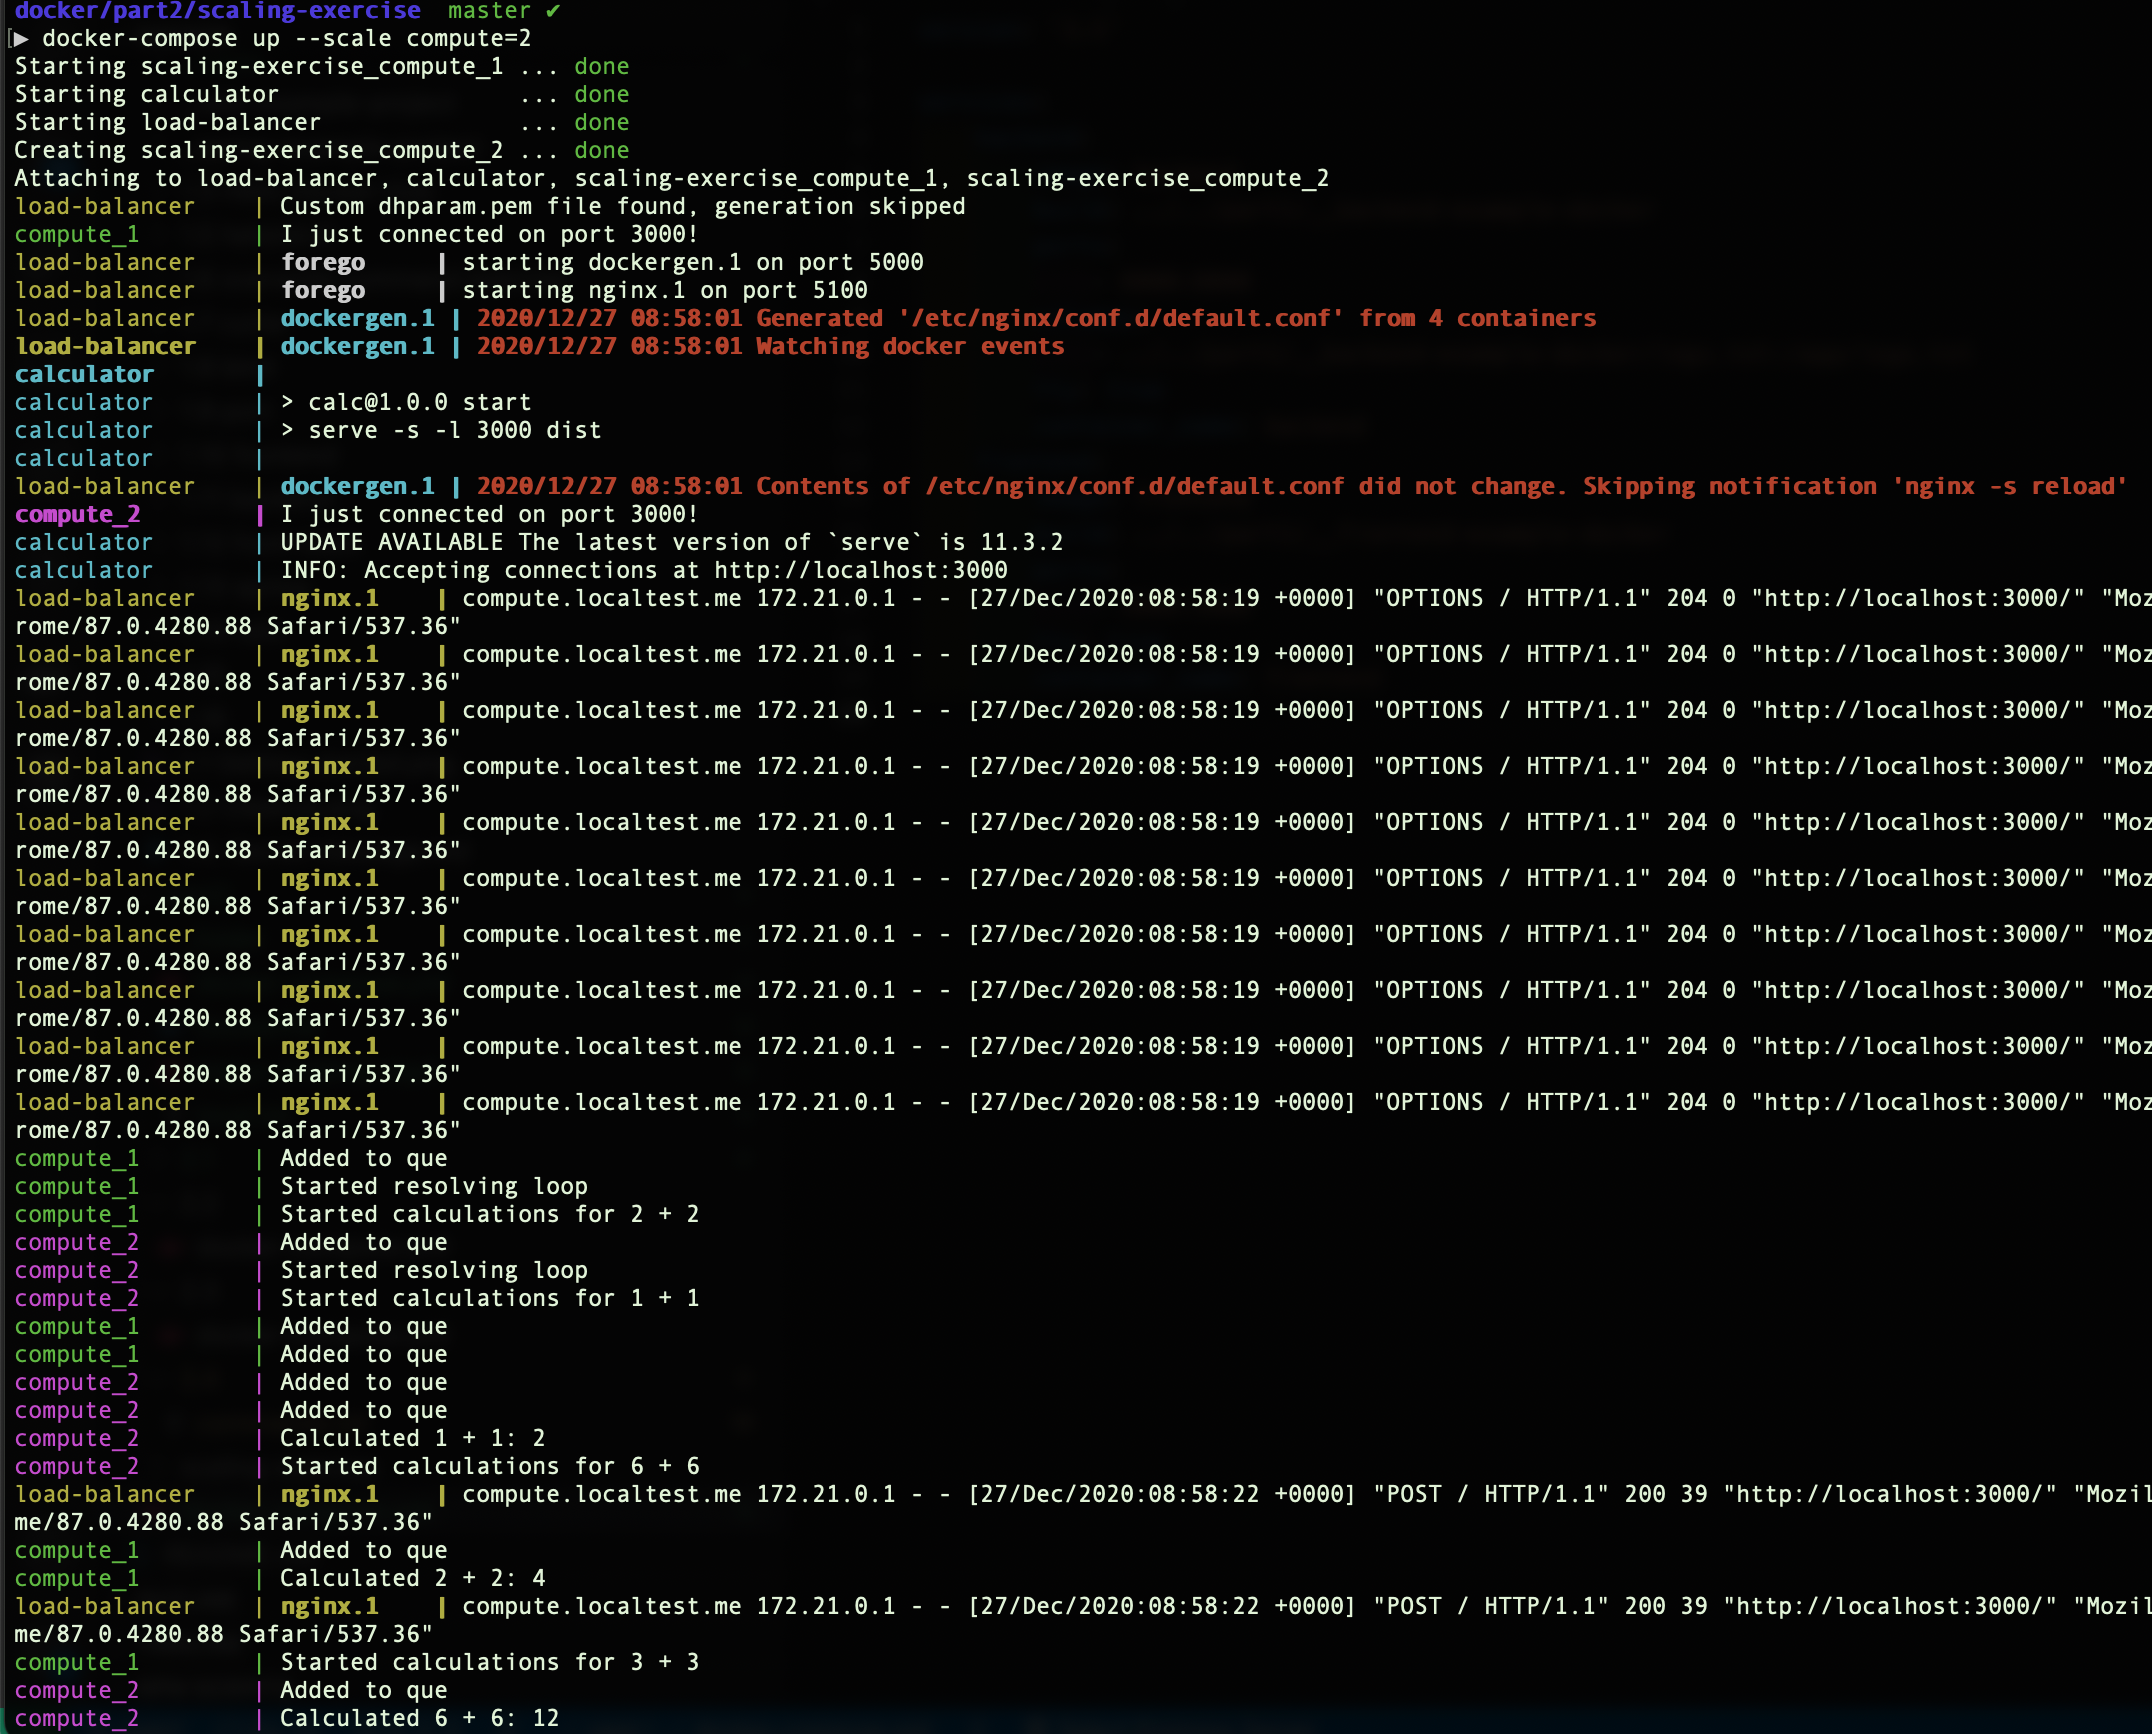 docker/part2/scaling-exercise master ✔
[▶ docker-compose up --scale compute=2
Starting scaling-exercise_compute_1 ... done
Starting calculator                 ... done
Starting load-balancer              ... done
Creating scaling-exercise_compute_2 ... done
Attaching to load-balancer, calculator, scaling-exercise_compute_1, scaling-exercise_compute_2
load-balancer    | Custom dhparam.pem file found, generation skipped
compute_1        | I just connected on port 3000!
load-balancer    | forego     | starting dockergen.1 on port 5000
load-balancer    | forego     | starting nginx.1 on port 5100
load-balancer    | dockergen.1 | 2020/12/27 08:58:01 Generated '/etc/nginx/conf.d/default.conf' from 4 containers
load-balancer    | dockergen.1 | 2020/12/27 08:58:01 Watching docker events
calculator       |
calculator       | > calc@1.0.0 start
calculator       | > serve -s -l 3000 dist
calculator       |
load-balancer    | dockergen.1 | 2020/12/27 08:58:01 Contents of /etc/nginx/conf.d/default.conf did not change. Skipping notification 'nginx -s reload'
compute_2        | I just connected on port 3000!
calculator       | UPDATE AVAILABLE The latest version of `serve` is 11.3.2
calculator       | INFO: Accepting connections at http://localhost:3000
load-balancer    | nginx.1    | compute.localtest.me 172.21.0.1 - - [27/Dec/2020:08:58:19 +0000] "OPTIONS / HTTP/1.1" 204 0 "http://localhost:3000/" "Moz
rome/87.0.4280.88 Safari/537.36"
load-balancer    | nginx.1    | compute.localtest.me 172.21.0.1 - - [27/Dec/2020:08:58:19 +0000] "OPTIONS / HTTP/1.1" 204 0 "http://localhost:3000/" "Moz
rome/87.0.4280.88 Safari/537.36"
load-balancer    | nginx.1    | compute.localtest.me 172.21.0.1 - - [27/Dec/2020:08:58:19 +0000] "OPTIONS / HTTP/1.1" 204 0 "http://localhost:3000/" "Moz
rome/87.0.4280.88 Safari/537.36"
load-balancer    | nginx.1    | compute.localtest.me 172.21.0.1 - - [27/Dec/2020:08:58:19 +0000] "OPTIONS / HTTP/1.1" 204 0 "http://localhost:3000/" "Moz
rome/87.0.4280.88 Safari/537.36"
load-balancer    | nginx.1    | compute.localtest.me 172.21.0.1 - - [27/Dec/2020:08:58:19 +0000] "OPTIONS / HTTP/1.1" 204 0 "http://localhost:3000/" "Moz
rome/87.0.4280.88 Safari/537.36"
load-balancer    | nginx.1    | compute.localtest.me 172.21.0.1 - - [27/Dec/2020:08:58:19 +0000] "OPTIONS / HTTP/1.1" 204 0 "http://localhost:3000/" "Moz
rome/87.0.4280.88 Safari/537.36"
load-balancer    | nginx.1    | compute.localtest.me 172.21.0.1 - - [27/Dec/2020:08:58:19 +0000] "OPTIONS / HTTP/1.1" 204 0 "http://localhost:3000/" "Moz
rome/87.0.4280.88 Safari/537.36"
load-balancer    | nginx.1    | compute.localtest.me 172.21.0.1 - - [27/Dec/2020:08:58:19 +0000] "OPTIONS / HTTP/1.1" 204 0 "http://localhost:3000/" "Moz
rome/87.0.4280.88 Safari/537.36"
load-balancer    | nginx.1    | compute.localtest.me 172.21.0.1 - - [27/Dec/2020:08:58:19 +0000] "OPTIONS / HTTP/1.1" 204 0 "http://localhost:3000/" "Moz
rome/87.0.4280.88 Safari/537.36"
load-balancer    | nginx.1    | compute.localtest.me 172.21.0.1 - - [27/Dec/2020:08:58:19 +0000] "OPTIONS / HTTP/1.1" 204 0 "http://localhost:3000/" "Moz
rome/87.0.4280.88 Safari/537.36"
compute_1        | Added to que
compute_1        | Started resolving loop
compute_1        | Started calculations for 2 + 2
compute_2        | Added to que
compute_2        | Started resolving loop
compute_2        | Started calculations for 1 + 1
compute_1        | Added to que
compute_1        | Added to que
compute_2        | Added to que
compute_2        | Added to que
compute_2        | Calculated 1 + 1: 2
compute_2        | Started calculations for 6 + 6
load-balancer    | nginx.1    | compute.localtest.me 172.21.0.1 - - [27/Dec/2020:08:58:22 +0000] "POST / HTTP/1.1" 200 39 "http://localhost:3000/" "Mozil
me/87.0.4280.88 Safari/537.36"
compute_1        | Added to que
compute_1        | Calculated 2 + 2: 4
load-balancer    | nginx.1    | compute.localtest.me 172.21.0.1 - - [27/Dec/2020:08:58:22 +0000] "POST / HTTP/1.1" 200 39 "http://localhost:3000/" "Mozil
me/87.0.4280.88 Safari/537.36"
compute_1        | Started calculations for 3 + 3
compute_2        | Added to que
compute_2        | Calculated 6 + 6: 12